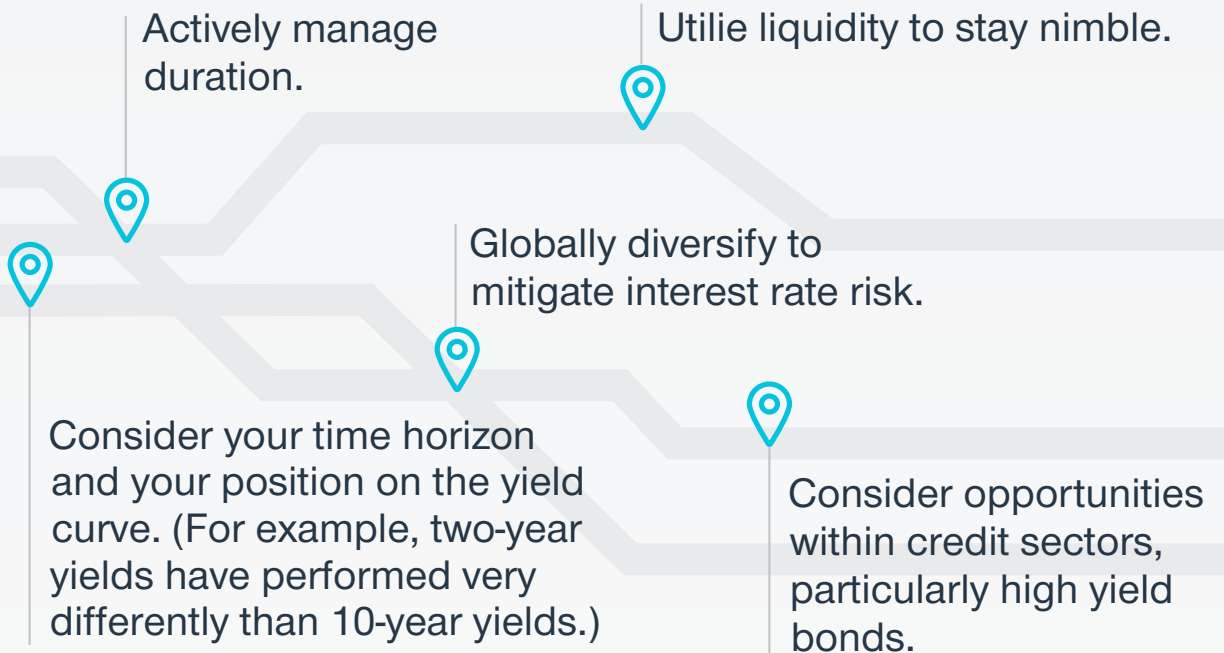 Actively manage
duration.
Utilie liquidity to stay nimble.
Globally diversify to
mitigate interest rate risk.
Consider your time horizon
and your position on the yield
curve. (For example, two-year
yields have performed very
differently than 10-year yields.)
Consider opportunities
within credit sectors,
particularly high yield
bonds.